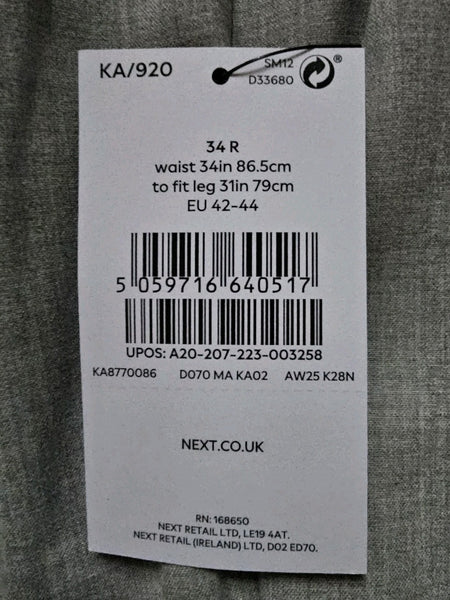 KA/920
SM12
D33680
®
34 R
waist 34in 86.5cm
to fit leg 31in 79cm
EU 42-44
5 059716 640517
UPOS: A20-207-223-003258
KA8770086 D070 MA KA02 AW25 K28N
NEXT.CO.UK
RN: 168650
NEXT RETAIL LTD, LE19 4AT.
NEXT RETAIL (IRELAND) LTD, D02 ED70.